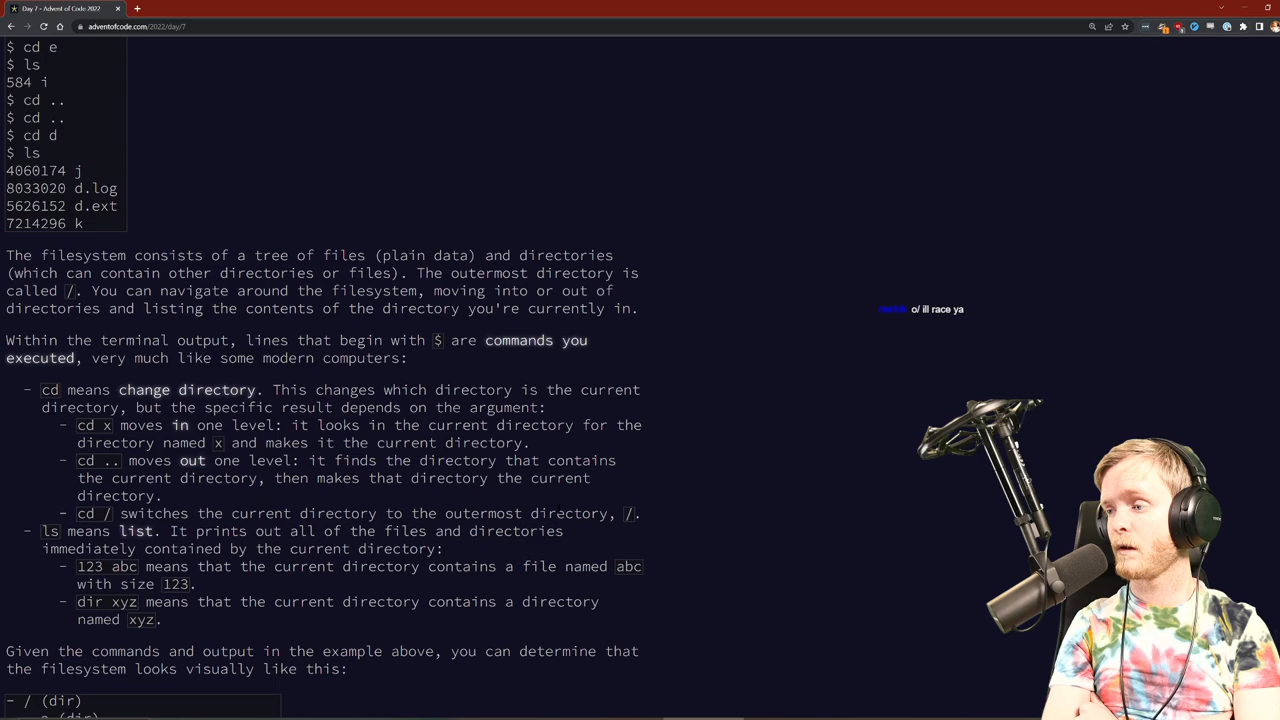 Day 7 - Advent of Code 2022
adventofcode.com/2022/day/7
$ cd e
$ ls
584 i
$ cd ..
$ cd ..
$ cd d
$ ls
4060174 j
8033020 d.log
5626152 d.ext
7214296 k
The filesystem consists of a tree of files (plain data) and directories
(which can contain other directories or files). The outermost directory is
called /. You can navigate around the filesystem, moving into or out of
directories and listing the contents of the directory you're currently in.
o/ ill race ya
Within the terminal output, lines that begin with $ are commands you
executed, very much like some modern computers:
- cd means change directory. This changes which directory is the current
directory, but the specific result depends on the argument:
- cd x moves in one level: it looks in the current directory for the
directory named x and makes it the current directory.
- cd .. moves out one level: it finds the directory that contains
the current directory, then makes that directory the current
directory.
- cd / switches the current directory to the outermost directory, /.
- ls means list. It prints out all of the files and directories
immediately contained by the current directory:
- 123 abc means that the current directory contains a file named abc
with size 123.
- dir xyz means that the current directory contains a directory
named xyz.
Given the commands and output in the example above, you can determine that
the filesystem looks visually like this:
- / (dir)
- a (dir)